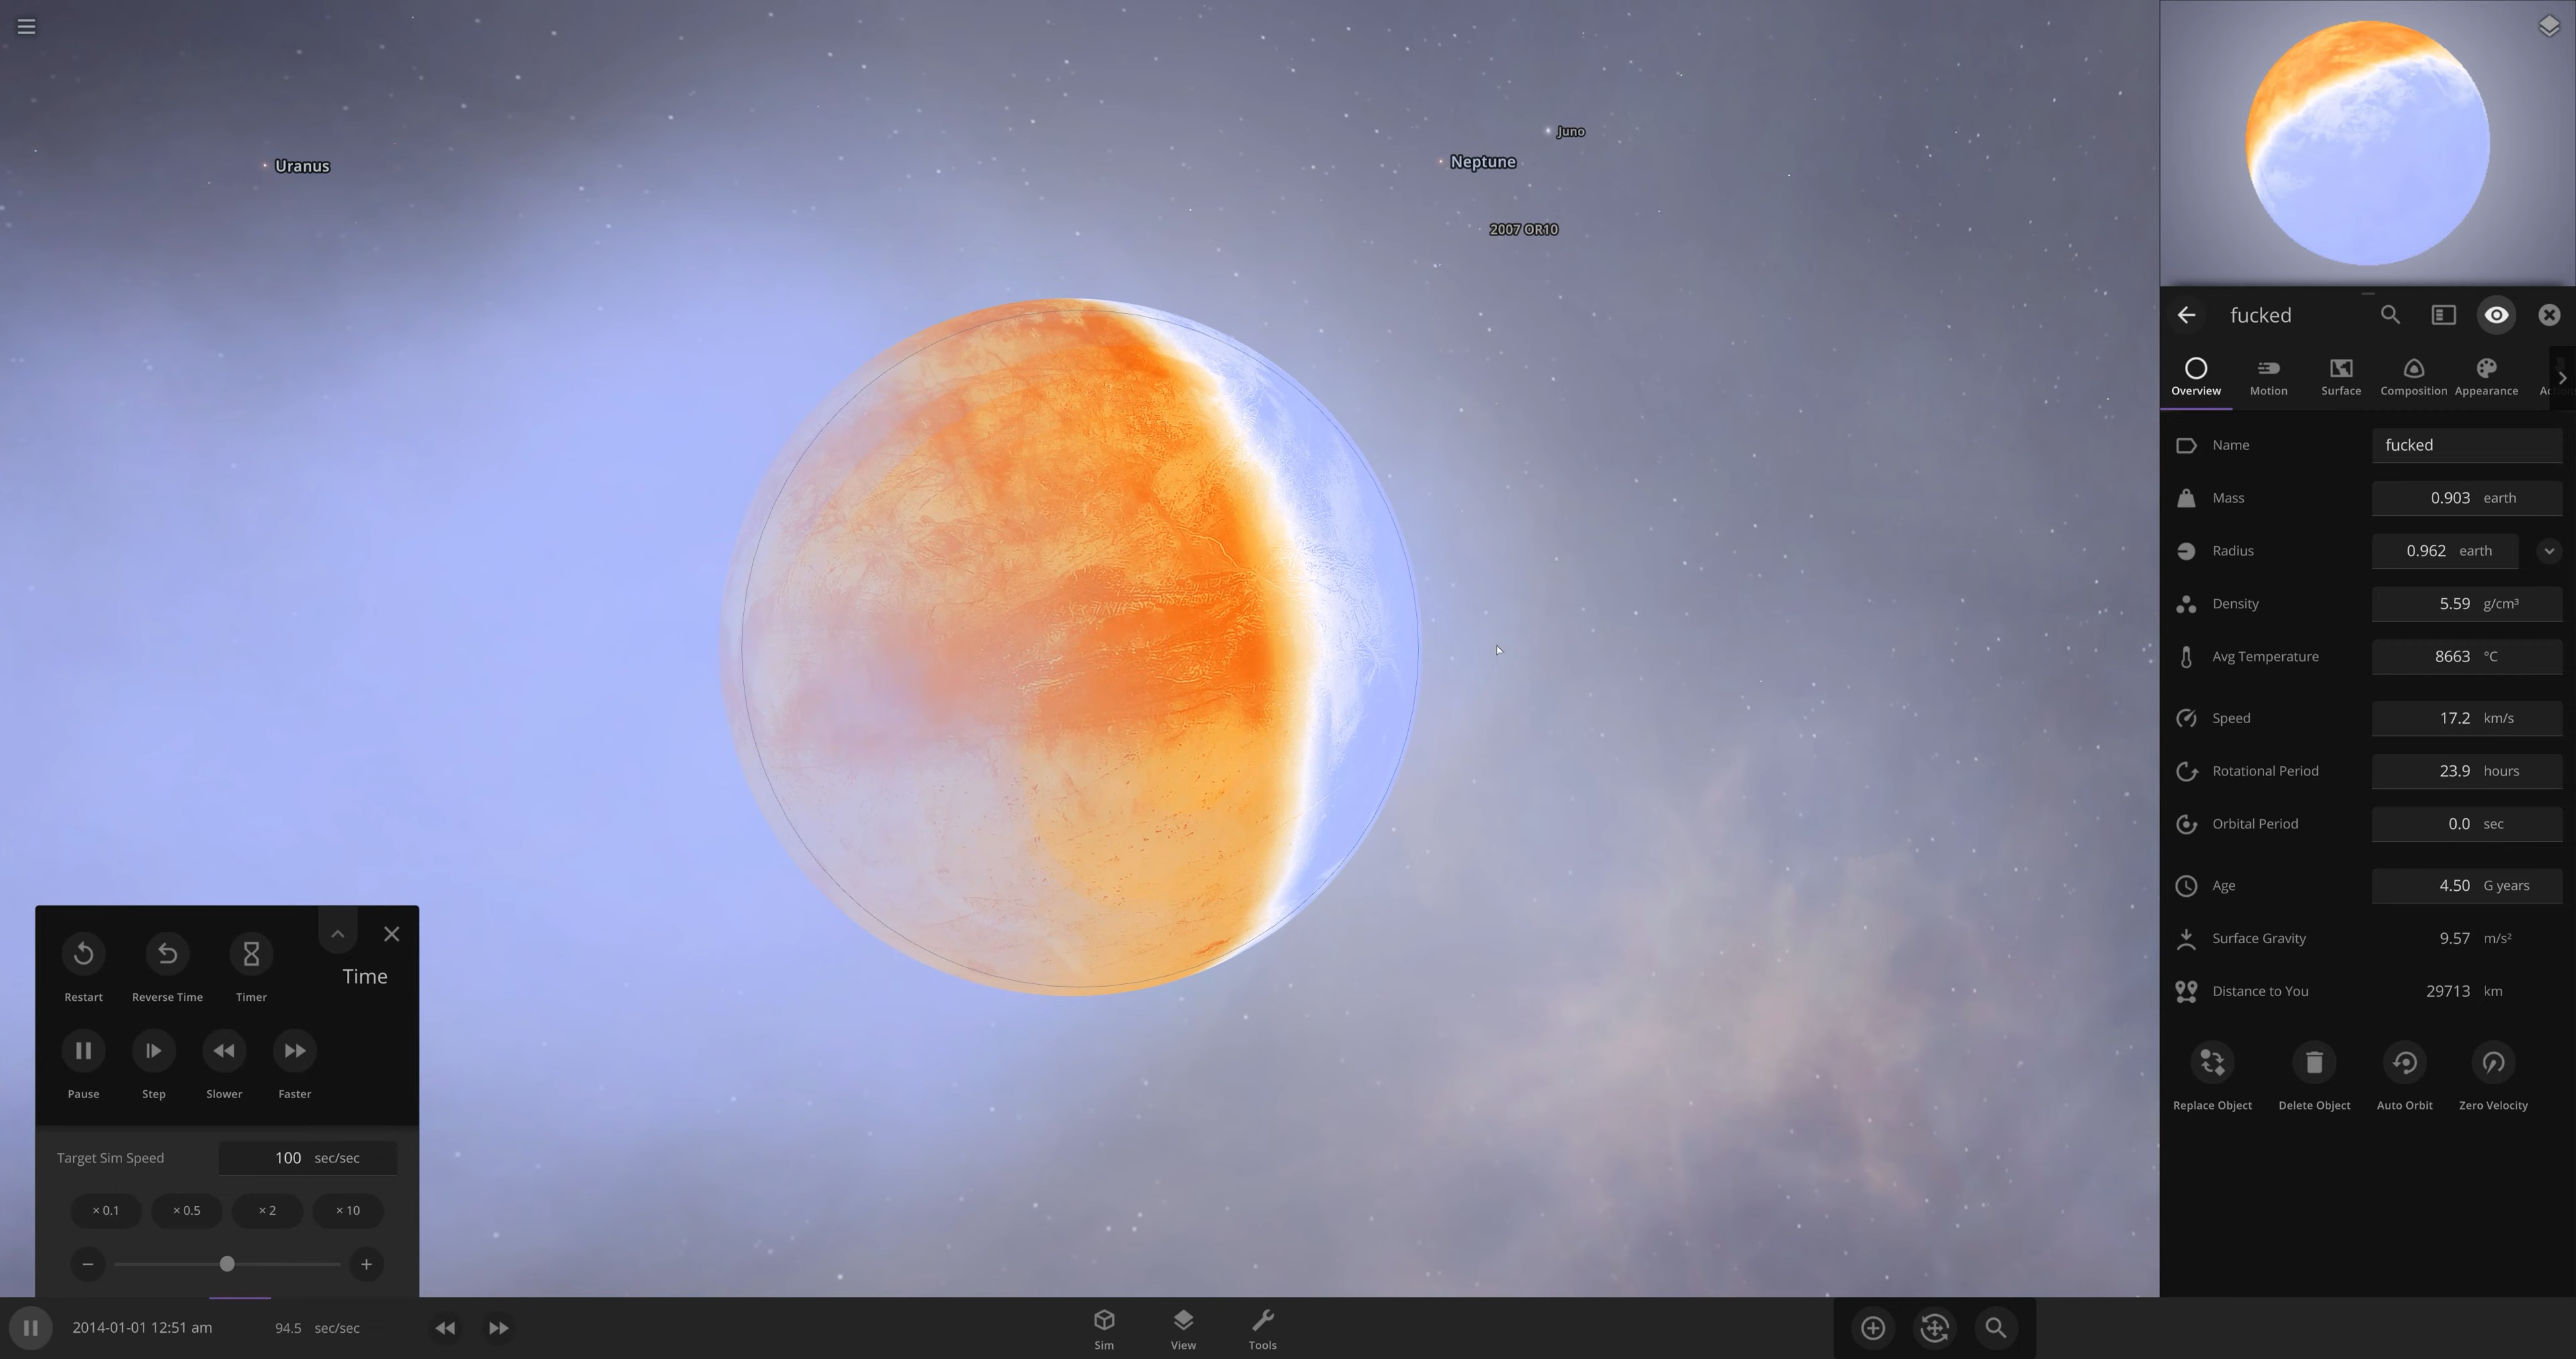 Uranus
Juno
Neptune
2007 OR10
fucked
Overview
Motion
Surface
Composition
Appearance
Name
fucked
Mass
0.903 earth
Radius
0.962 earth
Density
5.59 g/cm³
Avg Temperature
8663 °C
Speed
17.2 km/s
Rotational Period
23.9 hours
Orbital Period
0.0 sec
Age
4.50 G years
Surface Gravity
9.57 m/s²
Distance to You
29713 km
Replace Object
Delete Object
Auto Orbit
Zero Velocity
Time
Restart
Reverse Time
Timer
Pause
Step
Slower
Faster
Target Sim Speed
100 sec/sec
× 0.1
× 0.5
× 2
× 10
2014-01-01 12:51 am
94.5 sec/sec
Sim
View
Tools